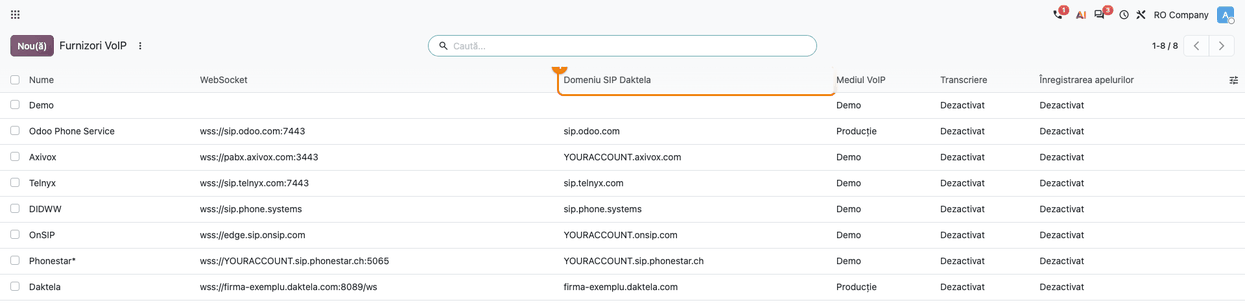 1 AI 3 RO Company A
Nou(ă) Furnizori VoIP Caută... 1-8 / 8
Nume WebSocket Domeniu SIP Daktela Mediul VoIP Transcriere Înregistrarea apelurilor
Demo Demo Dezactivat Dezactivat
Odoo Phone Service wss://sip.odoo.com:7443 sip.odoo.com Producție Dezactivat Dezactivat
Axivox wss://pabx.axivox.com:3443 YOURACCOUNT.axivox.com Demo Dezactivat Dezactivat
Telnyx wss://sip.telnyx.com:7443 sip.telnyx.com Demo Dezactivat Dezactivat
DIDWW wss://sip.phone.systems sip.phone.systems Demo Dezactivat Dezactivat
OnSIP wss://edge.sip.onsip.com YOURACCOUNT.onsip.com Demo Dezactivat Dezactivat
Phonestar* wss://YOURACCOUNT.sip.phonestar.ch:5065 YOURACCOUNT.sip.phonestar.ch Demo Dezactivat Dezactivat
Daktela wss://firma-exemplu.daktela.com:8089/ws firma-exemplu.daktela.com Producție Dezactivat Dezactivat